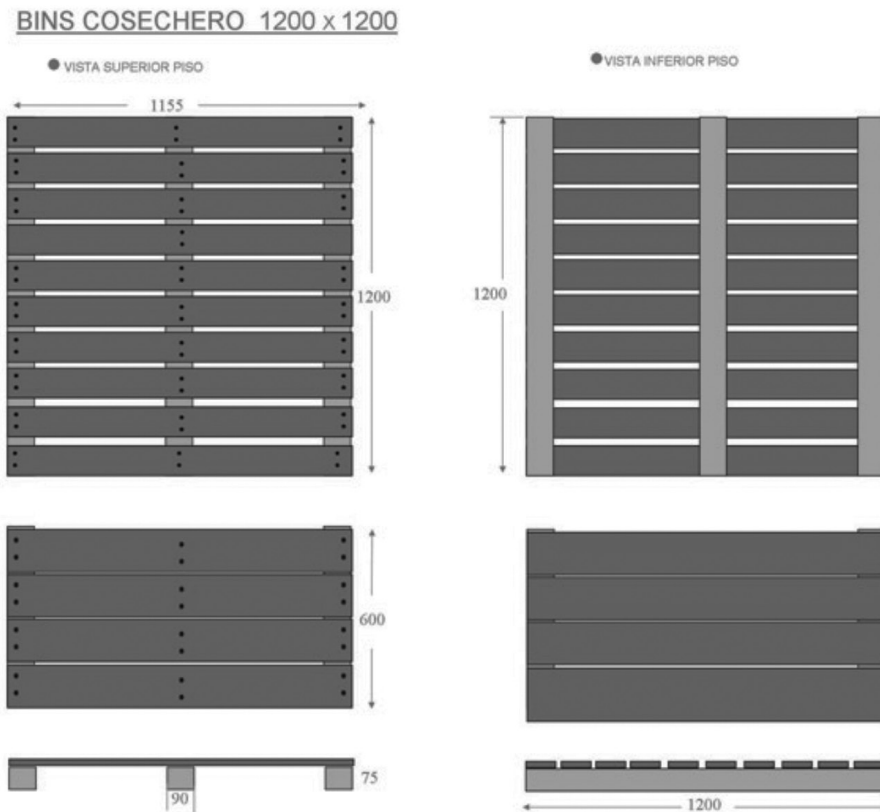 BINS COSECHERO 1200 x 1200
VISTA SUPERIOR PISO
VISTA INFERIOR PISO
1155
1200
1200
600
75
90
1200